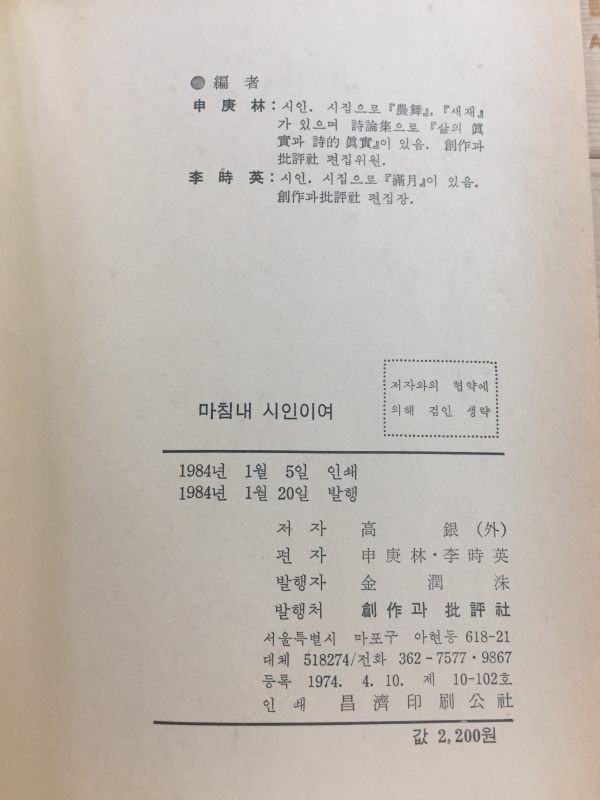 ●編 者
申 庚 林: 시인. 시집으로『農舞』,『새재』
가 있으며 詩論集으로『삶의 眞
實과 詩的 眞實』이 있음. 創作과
批評社 편집위원.
李 時 英: 시인. 시집으로『滿月』이 있음.
創作과批評社 편집장.
저자와의 협약에
의해 검인 생략
마침내 시인이여
1984년 1월 5일 인쇄
1984년 1월 20일 발행
저 자 高 銀 (外)
편 자 申庚林·李時英
발행자 金 潤 洙
발행처 創作과 批評社
서울특별시 마포구 아현동 618-21
대체 518274/전화 362-7577·9867
등록 1974. 4. 10. 제 10-102호
인 쇄 昌濟印刷公社
값 2,200원